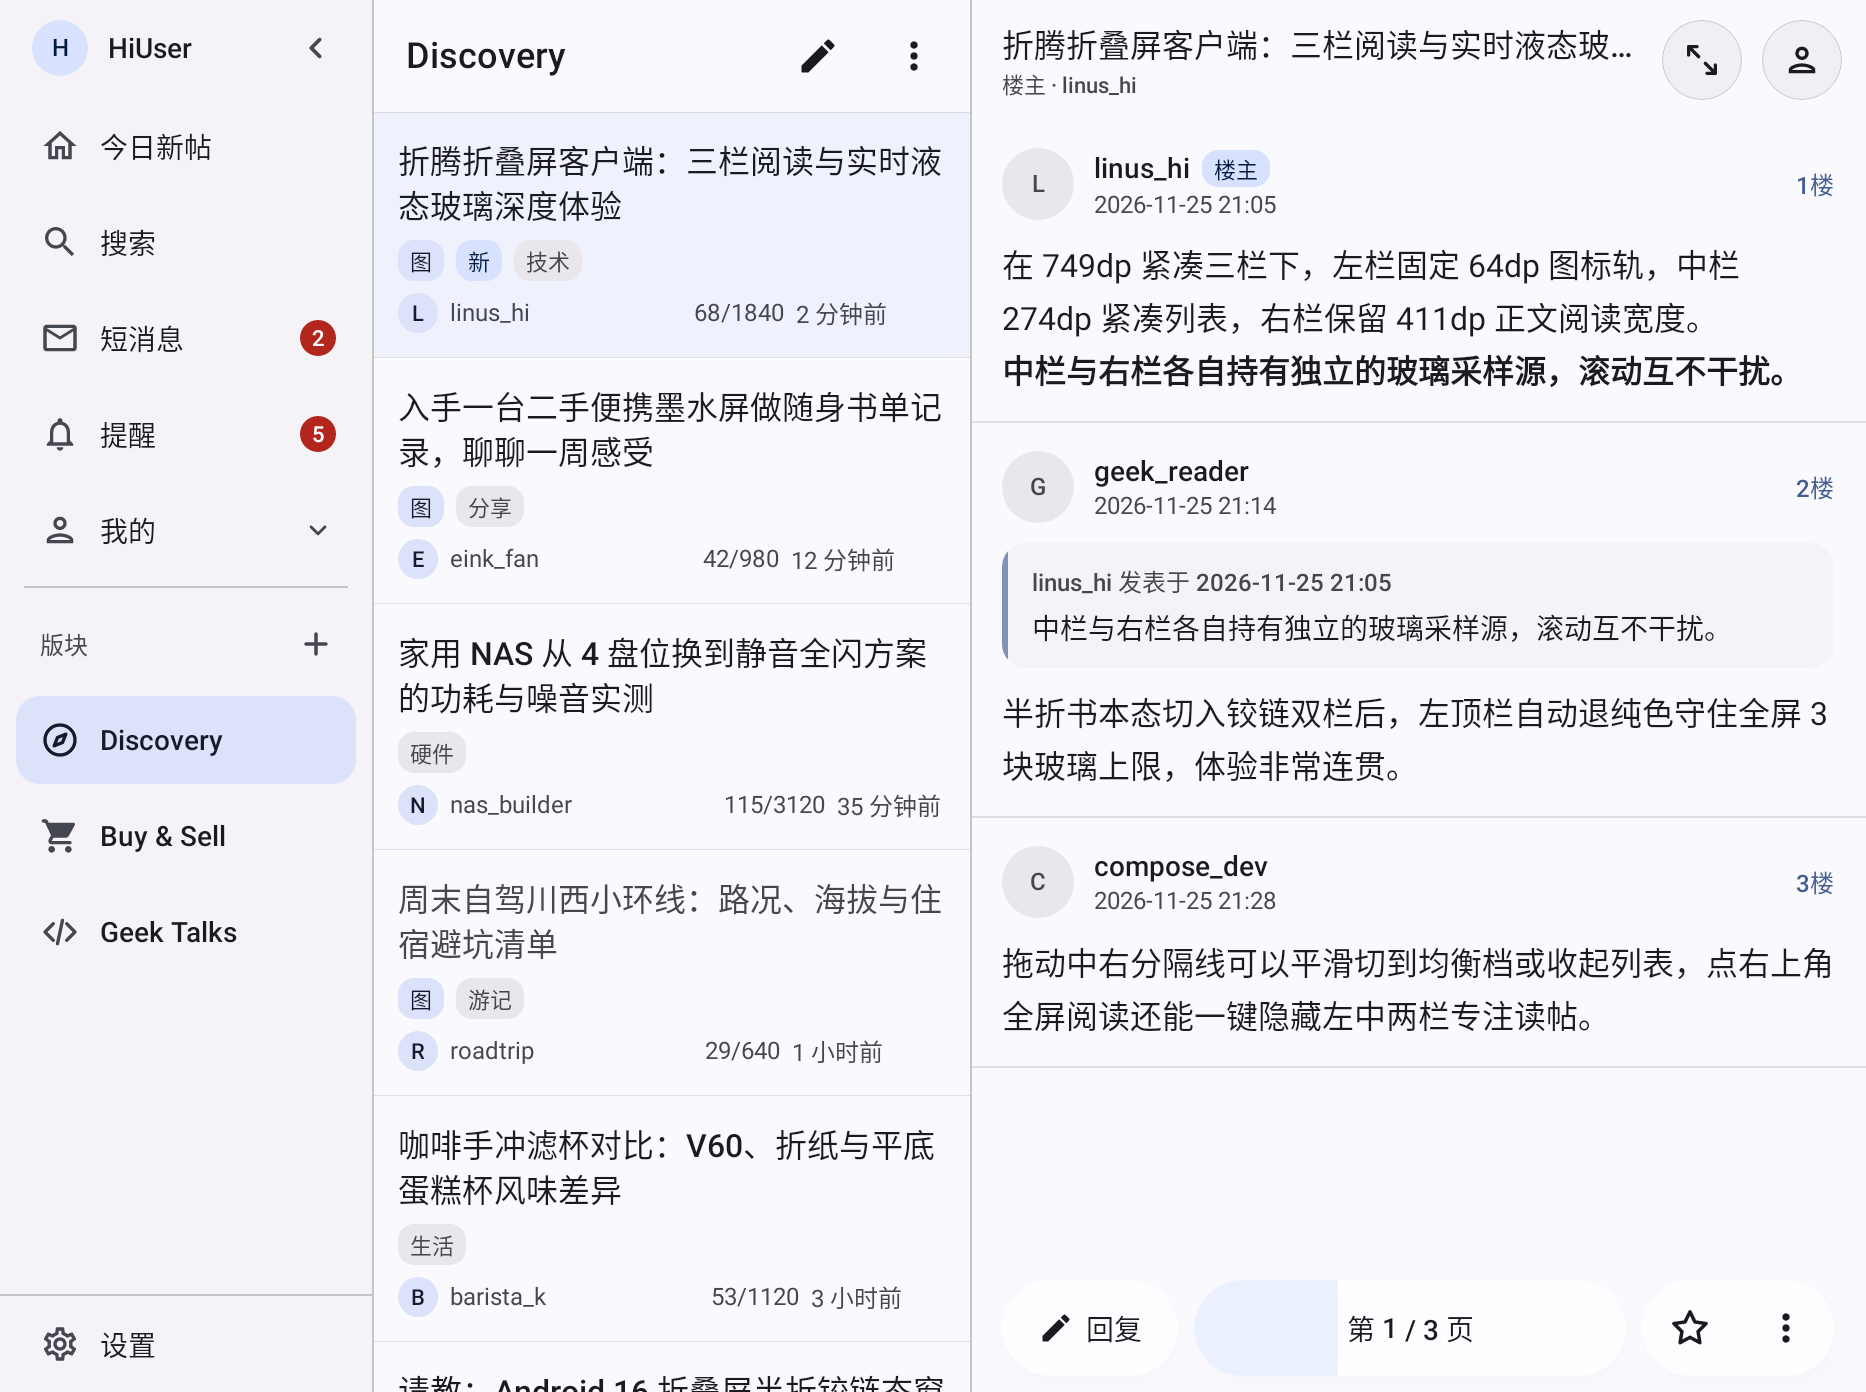 H HiUser
今日新帖
搜索
短消息 2
提醒 5
我的
版块
Discovery
Buy & Sell
Geek Talks
设置
Discovery
折腾折叠屏客户端：三栏阅读与实时液
态玻璃深度体验
图 新 技术
L linus_hi 68/1840 2 分钟前
入手一台二手便携墨水屏做随身书单记
录，聊聊一周感受
图 分享
E eink_fan 42/980 12 分钟前
家用 NAS 从 4 盘位换到静音全闪方案
的功耗与噪音实测
硬件
N nas_builder 115/3120 35 分钟前
周末自驾川西小环线：路况、海拔与住
宿避坑清单
图 游记
R roadtrip 29/640 1 小时前
咖啡手冲滤杯对比：V60、折纸与平底
蛋糕杯风味差异
生活
B barista_k 53/1120 3 小时前
请教：Android 16 折叠屏半折铰链态窗
折腾折叠屏客户端：三栏阅读与实时液态玻...
楼主 · linus_hi
L linus_hi 楼主
2026-11-25 21:05
1楼
在 749dp 紧凑三栏下，左栏固定 64dp 图标轨，中栏
274dp 紧凑列表，右栏保留 411dp 正文阅读宽度。
中栏与右栏各自持有独立的玻璃采样源，滚动互不干扰。
G geek_reader
2026-11-25 21:14
2楼
linus_hi 发表于 2026-11-25 21:05
中栏与右栏各自持有独立的玻璃采样源，滚动互不干扰。
半折书本态切入铰链双栏后，左顶栏自动退纯色守住全屏 3
块玻璃上限，体验非常连贯。
C compose_dev
2026-11-25 21:28
3楼
拖动中右分隔线可以平滑切到均衡档或收起列表，点右上角
全屏阅读还能一键隐藏左中两栏专注读帖。
回复
第 1 / 3 页